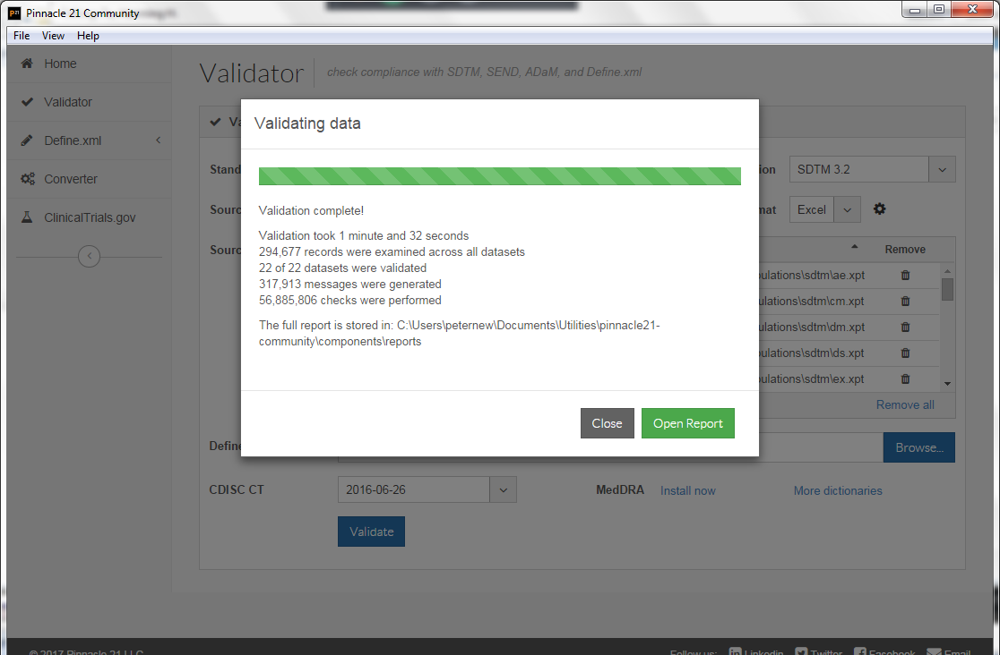 Pinnacle 21 Community
File View Help
Home
Validator
Define.xml
Converter
ClinicalTrials.gov
Validator
check compliance with SDTM, SEND, ADaM, and Define.xml
Va
Validating data
Stand
ion
SDTM 3.2
Sourc
mat
Excel
Sourc
Remove
pulations\sdtm\ae.xpt
pulations\sdtm\cm.xpt
pulations\sdtm\dm.xpt
pulations\sdtm\ds.xpt
pulations\sdtm\ex.xpt
Remove all
Validation complete!
Validation took 1 minute and 32 seconds
294,677 records were examined across all datasets
22 of 22 datasets were validated
317,913 messages were generated
56,885,806 checks were performed
The full report is stored in: C:\Users\peternew\Documents\Utilities\pinnacle21-
community\components\reports
Close
Open Report
Define
Browse...
CDISC CT
2016-06-26
MedDRA
Install now
More dictionaries
Validate
© 2017 Pinnacle 21 LLC
Follow us: Linkedin Twitter Facebook Email